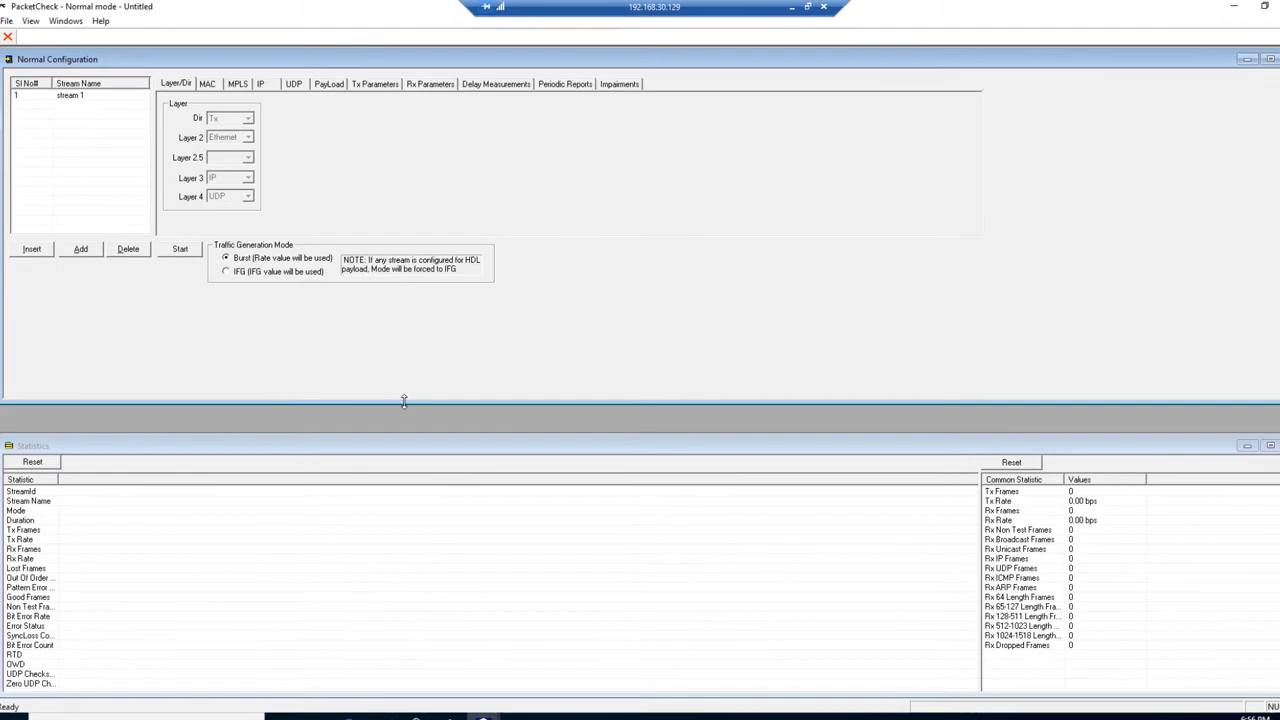 PacketCheck - Normal mode - Untitled
192.168.30.129
File View Windows Help
Normal Configuration
Sl No# Stream Name
1 stream 1
Layer/Dir MAC MPLS IP UDP PayLoad Tx Parameters Rx Parameters Delay Measurements Periodic Reports Impairments
Layer
Dir Tx
Layer 2 Ethernet
Layer 2.5
Layer 3 IP
Layer 4 UDP
Insert Add Delete Start
Traffic Generation Mode
Burst (Rate value will be used)
IFG (IFG value will be used)
NOTE: If any stream is configured for HDL
payload, Mode will be forced to IFG
Statistics
Reset
Statistic
StreamId
Stream Name
Mode
Duration
Tx Frames
Tx Rate
Rx Frames
Rx Rate
Lost Frames
Out Of Order ...
Pattern Error ...
Good Frames
Non Test Fra...
Bit Error Rate
Error Status
SyncLoss Co...
Bit Error Count
RTD
OWD
UDP Checks...
Zero UDP Ch...
Reset
Common Statistic Values
Tx Frames 0
Tx Rate 0.00 bps
Rx Frames 0
Rx Rate 0.00 bps
Rx Non Test Frames 0
Rx Broadcast Frames 0
Rx Unicast Frames 0
Rx IP Frames 0
Rx UDP Frames 0
Rx ICMP Frames 0
Rx ARP Frames 0
Rx 64 Length Frames 0
Rx 65-127 Length Fra... 0
Rx 128-511 Length Fr... 0
Rx 512-1023 Length ... 0
Rx 1024-1518 Length... 0
Rx Dropped Frames 0
Ready
NU
6:56 PM